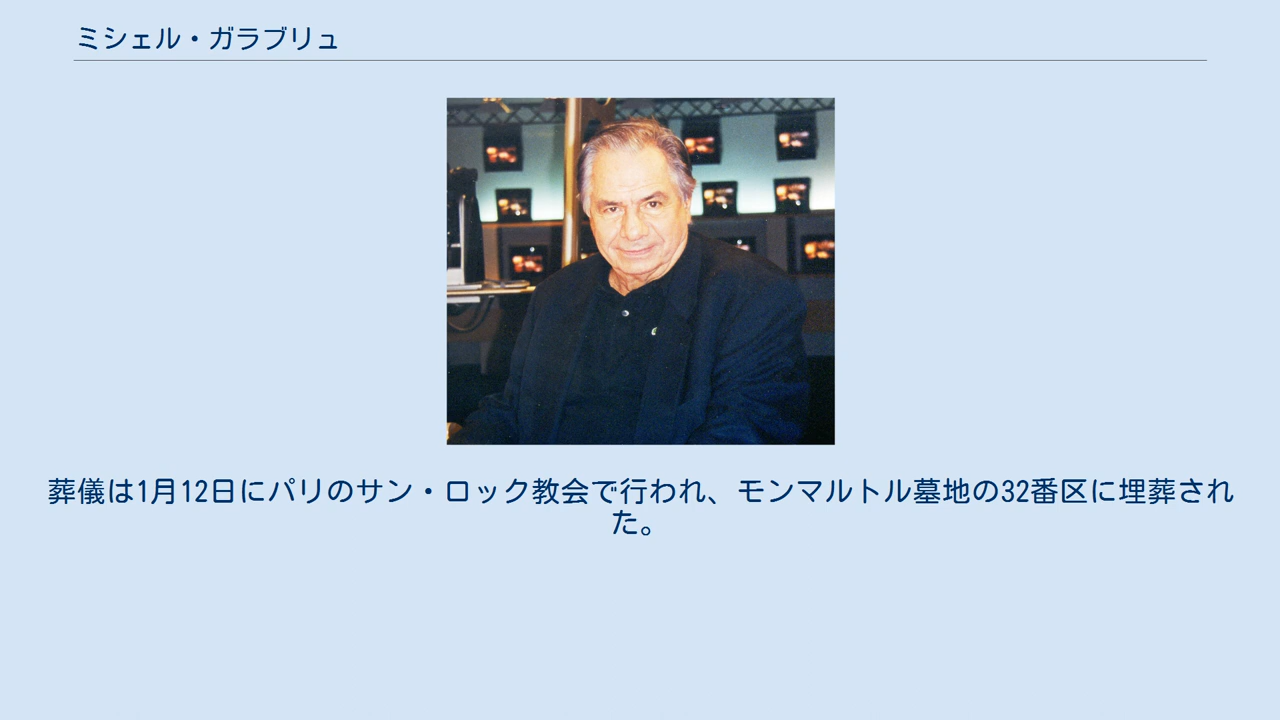 ミシェル・ガラブリュ
葬儀は1月12日にパリのサン・ロック教会で行われ、モンマルトル墓地の32番区に埋葬され
た。